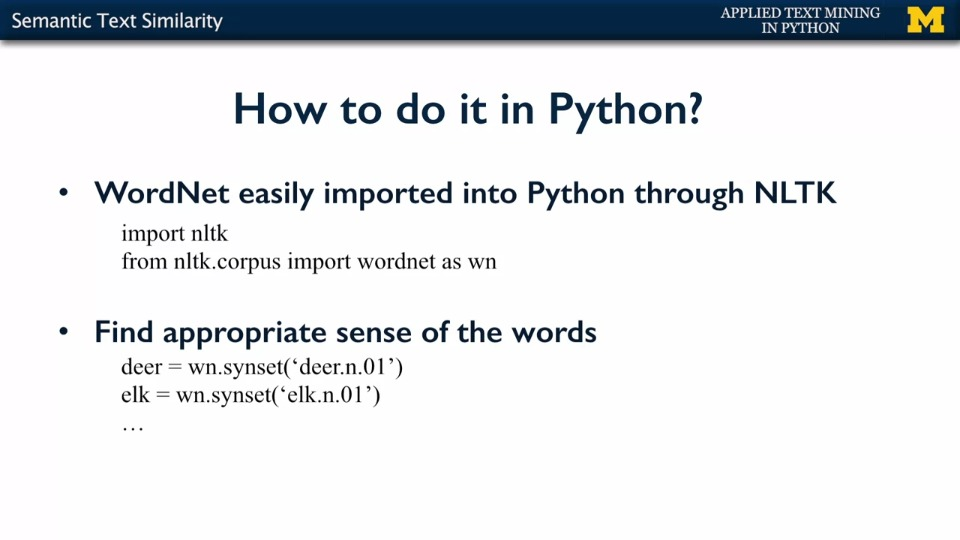 Semantic Text Similarity
APPLIED TEXT MINING
IN PYTHON
M
How to do it in Python?
• WordNet easily imported into Python through NLTK
import nltk
from nltk.corpus import wordnet as wn
• Find appropriate sense of the words
deer = wn.synset(‘deer.n.01’)
elk = wn.synset(‘elk.n.01’)
…